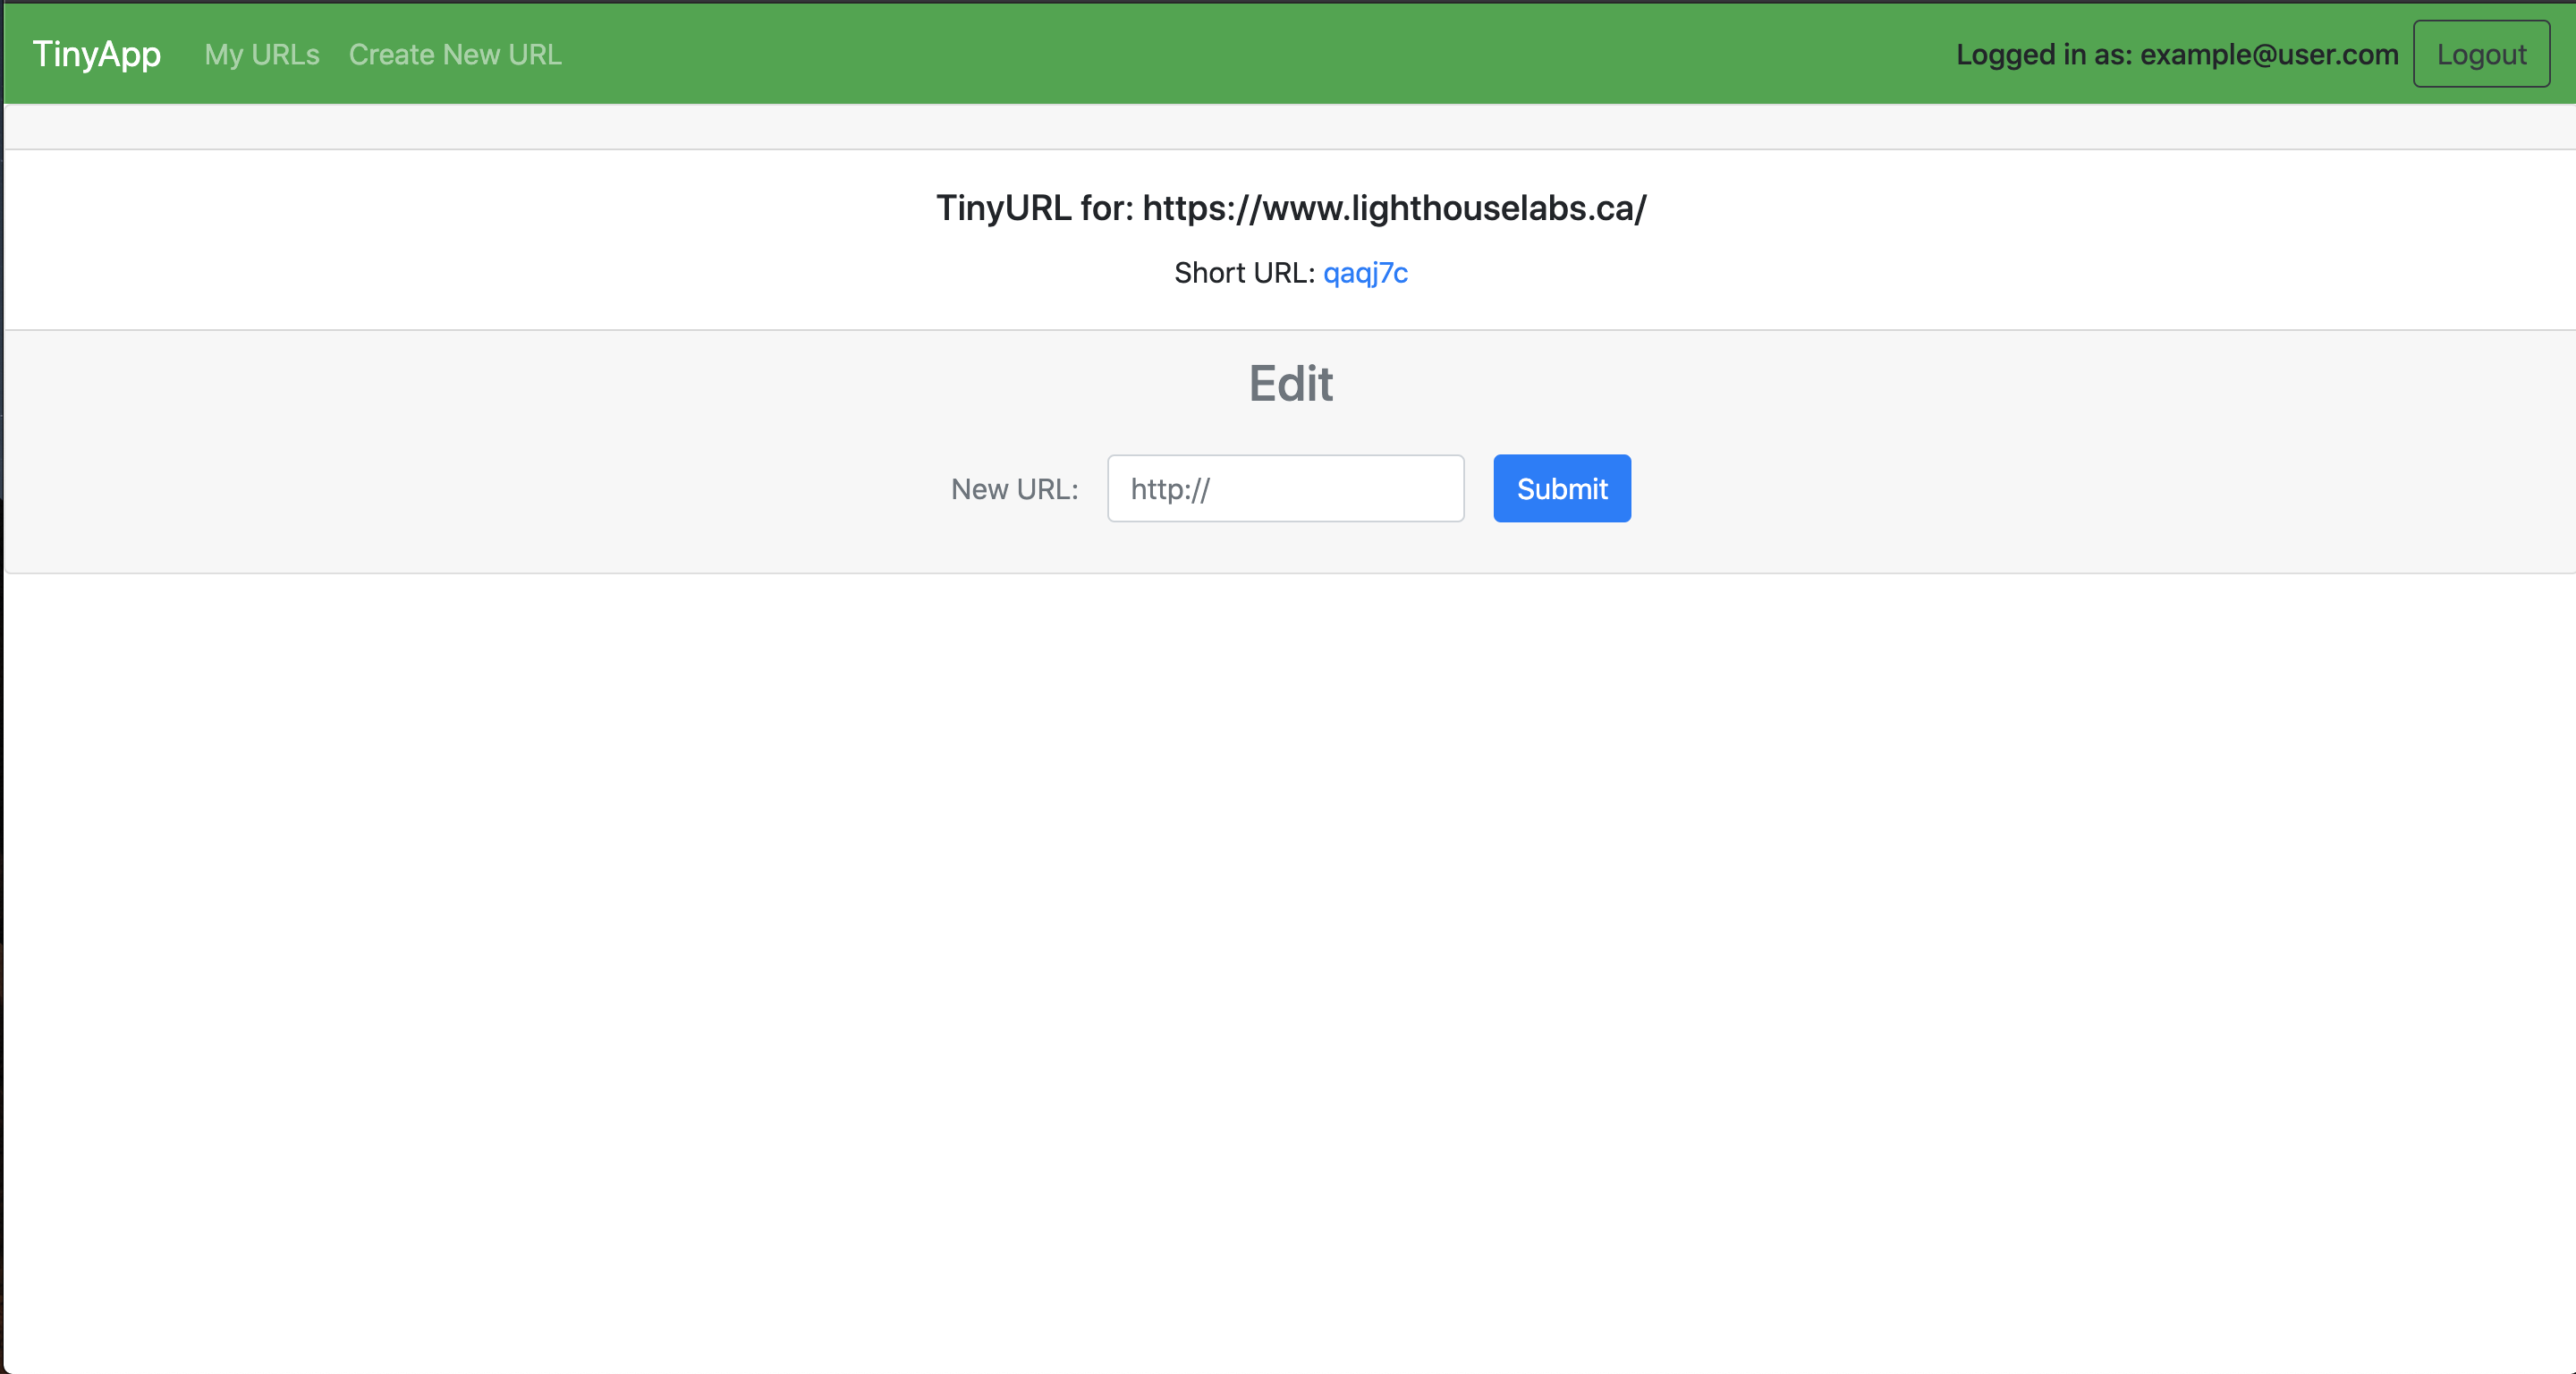 TinyApp My URLs Create New URL Logged in as: example@user.com Logout
TinyURL for: https://www.lighthouselabs.ca/
Short URL: qaqj7c
Edit
New URL: http:// Submit